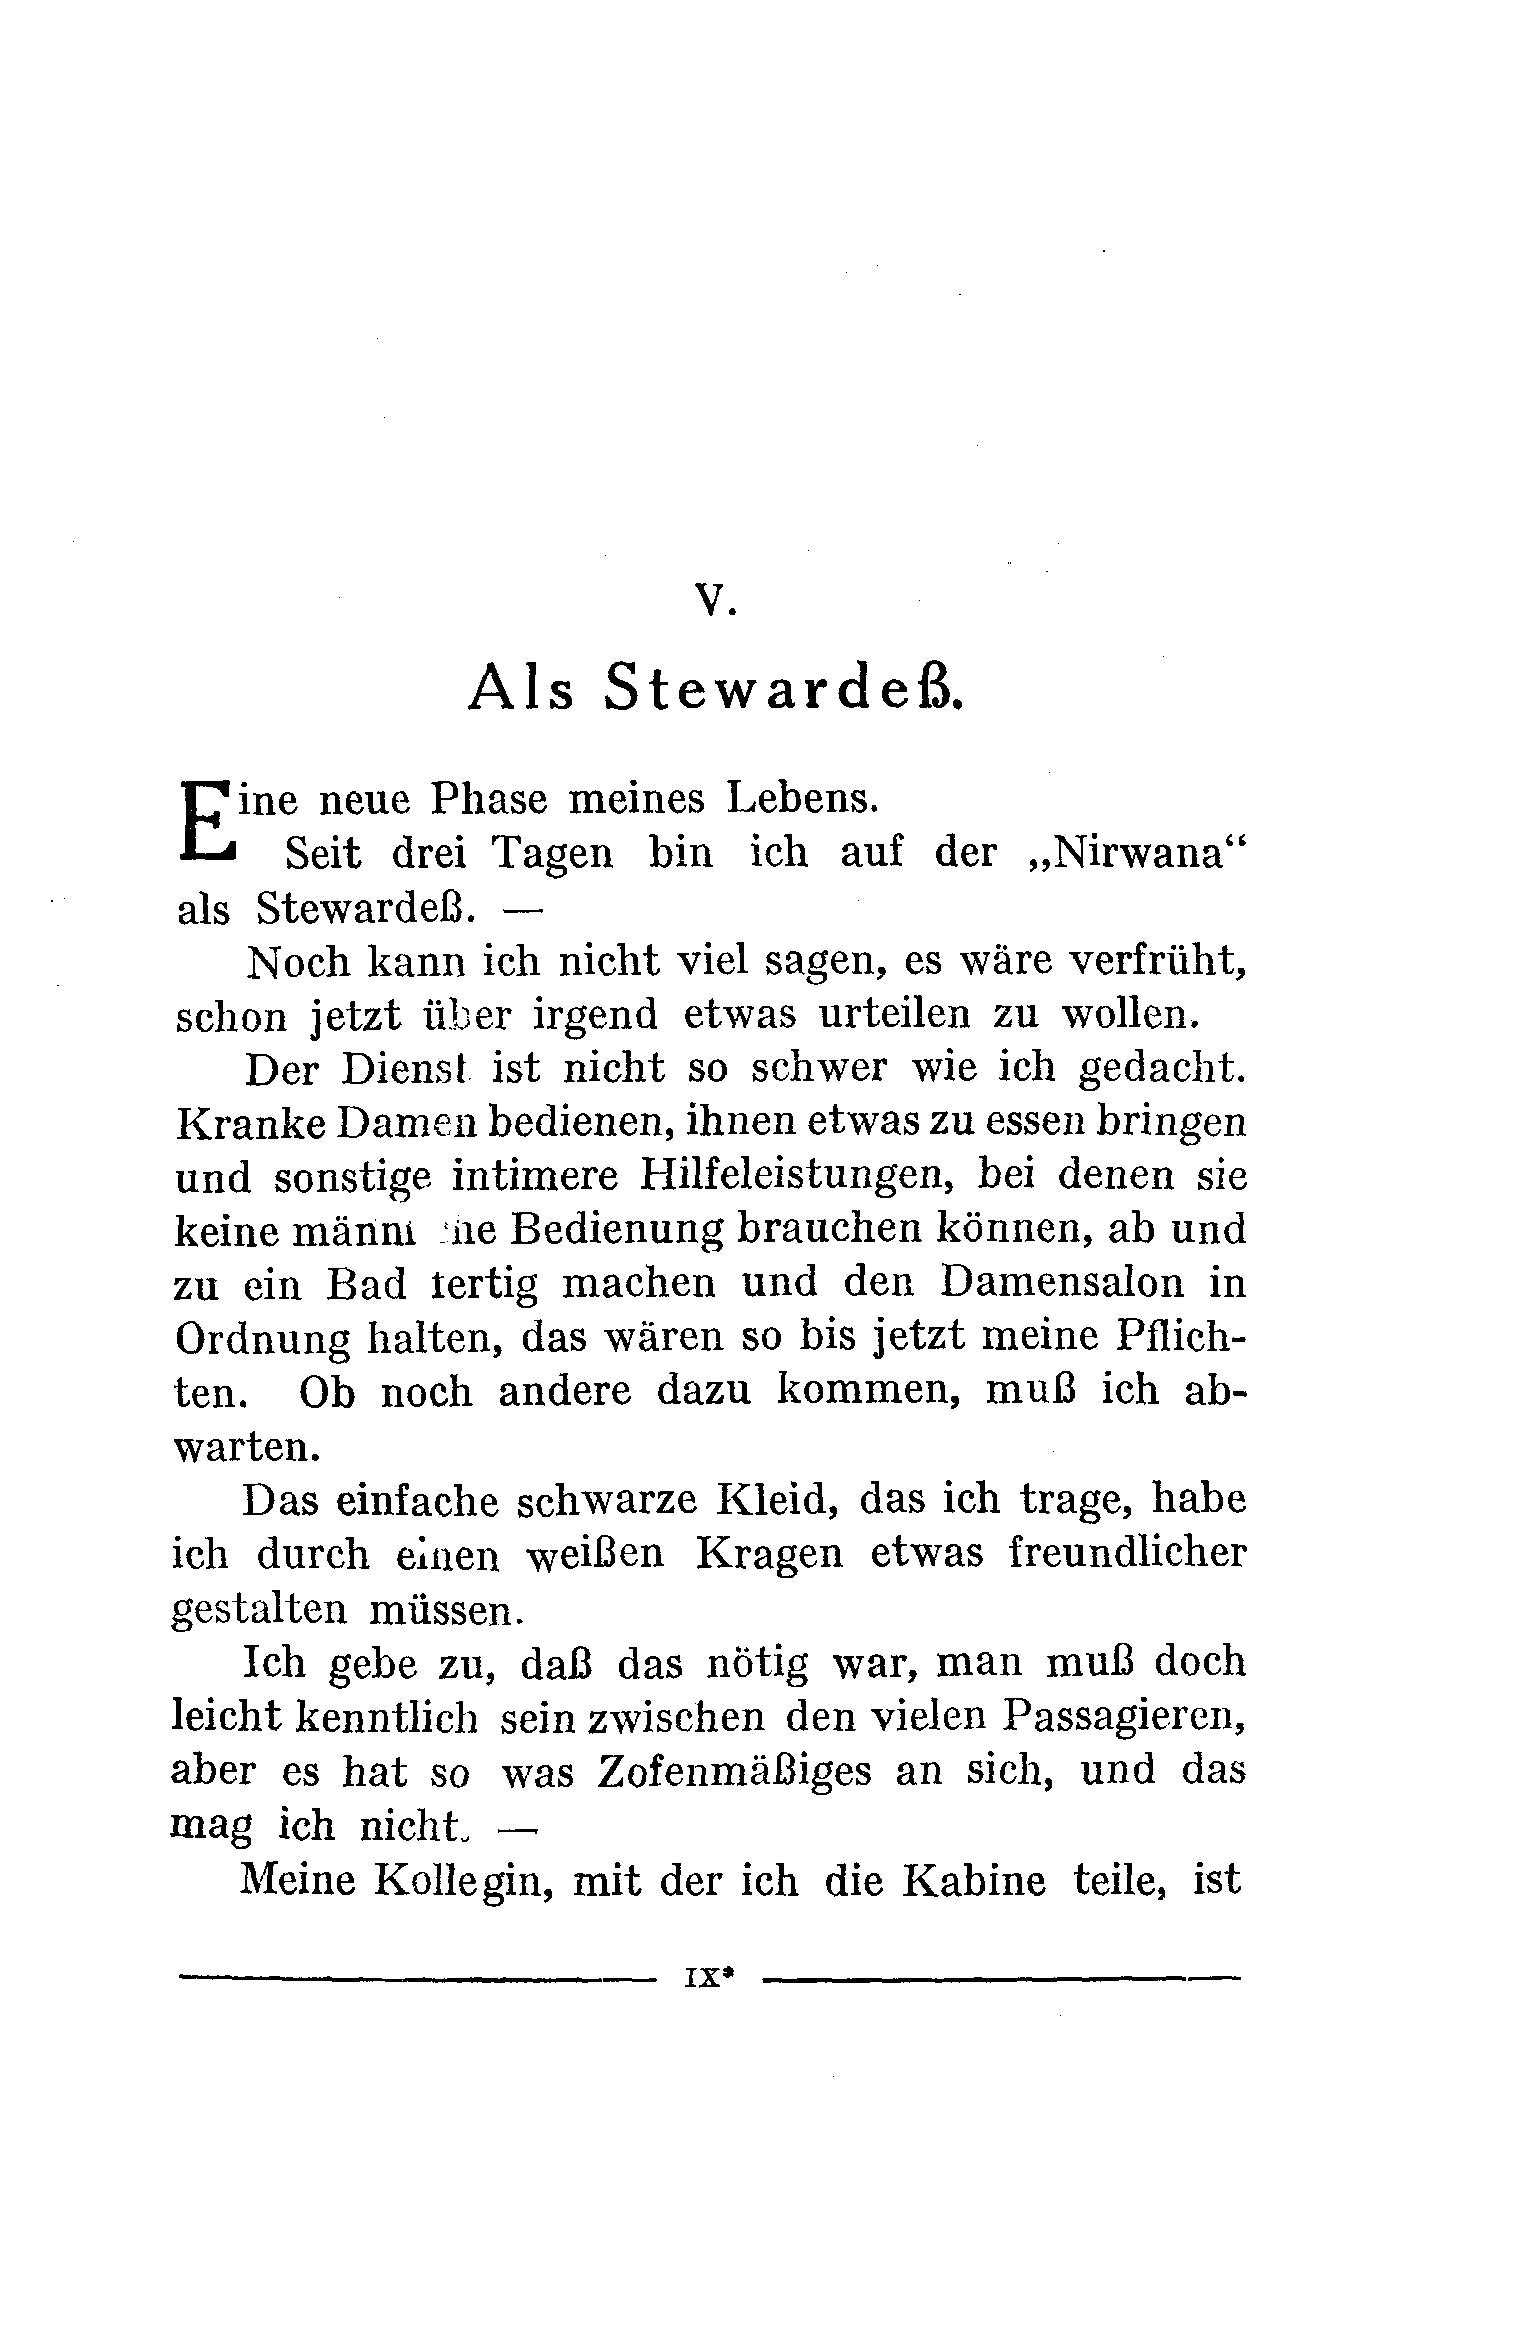 V.
Als Stewardeß.
Eine neue Phase meines Lebens.
Seit drei Tagen bin ich auf der „Nirwana“
als Stewardeß. —
Noch kann ich nicht viel sagen, es wäre verfrüht,
schon jetzt über irgend etwas urteilen zu wollen.
Der Dienst ist nicht so schwer wie ich gedacht.
Kranke Damen bedienen, ihnen etwas zu essen bringen
und sonstige intimere Hilfeleistungen, bei denen sie
keine männliche Bedienung brauchen können, ab und
zu ein Bad fertig machen und den Damensalon in
Ordnung halten, das wären so bis jetzt meine Pflich-
ten. Ob noch andere dazu kommen, muß ich ab-
warten.
Das einfache schwarze Kleid, das ich trage, habe
ich durch einen weißen Kragen etwas freundlicher
gestalten müssen.
Ich gebe zu, daß das nötig war, man muß doch
leicht kenntlich sein zwischen den vielen Passagieren,
aber es hat so was Zofenmäßiges an sich, und das
mag ich nicht. —
Meine Kollegin, mit der ich die Kabine teile, ist
IX*